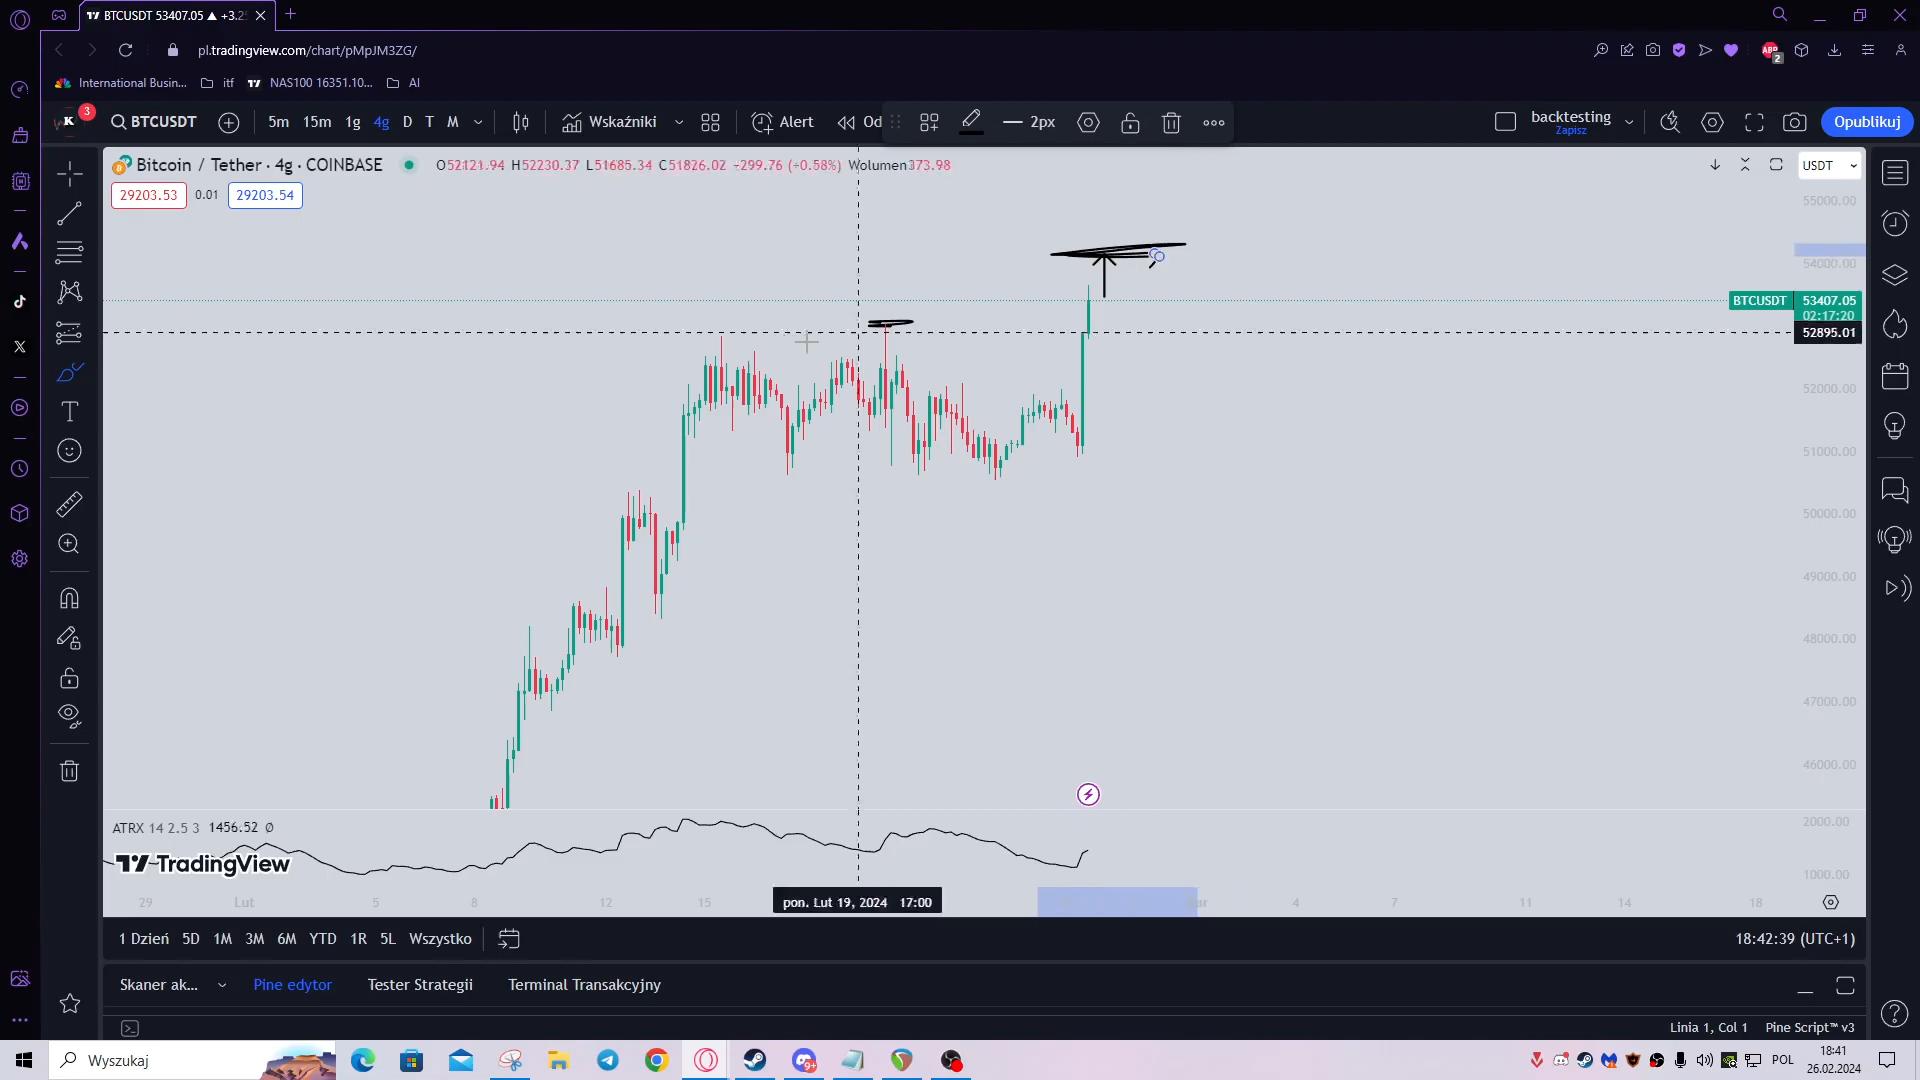 BTCUSDT 53407.05 ▲ +3.2
pl.tradingview.com/chart/pMpJM3ZG/
ABP
2
International Busin...
itf
NAS100 16351.10...
AI
K
3
BTCUSDT
5m
15m
1g
4g
D
T
M
Wskaźniki
Alert
Od
2px
backtesting
Zapisz
Opublikuj
Bitcoin / Tether · 4g · COINBASE
O52121.94 H52230.37 L51685.34 C51826.02 −299.76 (+0.58%) Wolumen373.98
USDT
29203.53
0.01
29203.54
55000.00
54000.00
BTCUSDT
53407.05
02:17:20
52895.01
52000.00
51000.00
50000.00
49000.00
48000.00
47000.00
46000.00
ATRX 14 2.5 3 1456.52 Ø
2000.00
1000.00
TradingView
29
Lut
5
8
12
15
pon. Lut 19, 2024 17:00
4
7
11
14
18
1 Dzień
5D
1M
3M
6M
YTD
1R
5L
Wszystko
18:42:39 (UTC+1)
Skaner ak...
Pine edytor
Tester Strategii
Terminal Transakcyjny
Linia 1, Col 1
Pine Script™ v3
Wyszukaj
9+
POL
18:41
26.02.2024